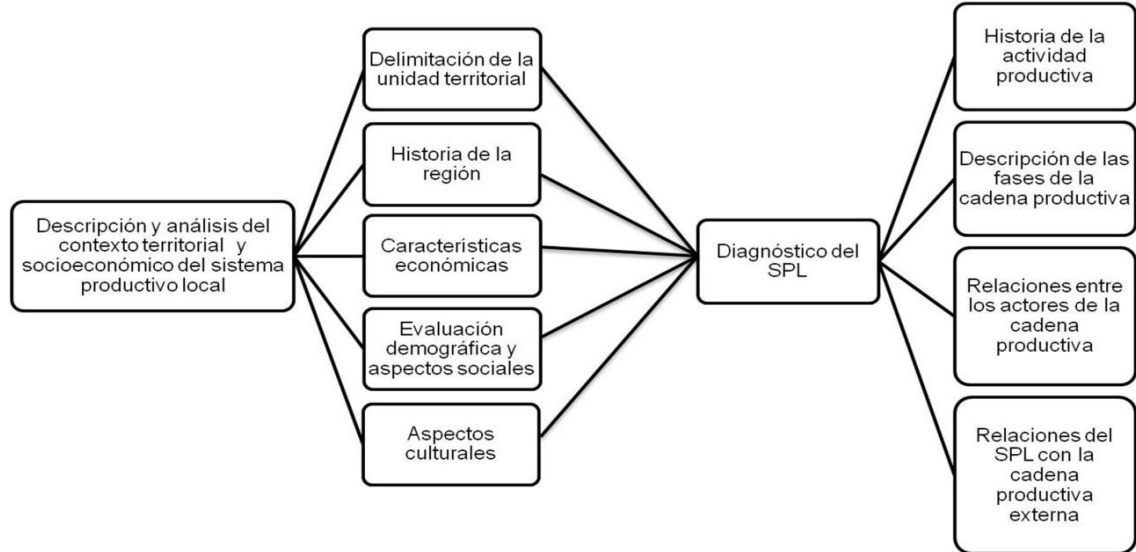 Descripción y análisis del
contexto territorial y
socioeconómico del sistema
productivo local
Delimitación de la
unidad territorial
Historia de la
región
Características
económicas
Evaluación
demográfica y
aspectos sociales
Aspectos
culturales
Diagnóstico del
SPL
Historia de la
actividad
productiva
Descripción de las
fases de la
cadena productiva
Relaciones entre
los actores de la
cadena
productiva
Relaciones del
SPL con la
cadena
productiva
externa